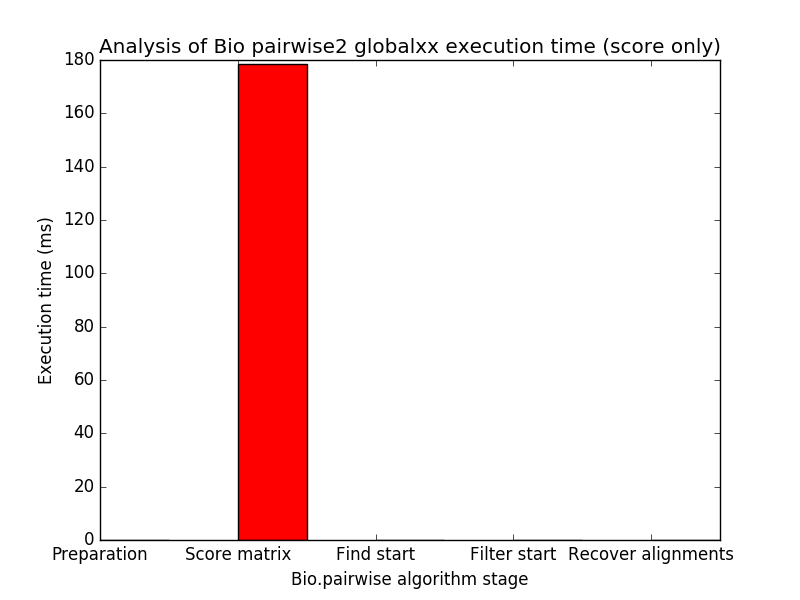 Analysis of Bio pairwise2 globalxx execution time (score only)
180
160
140
120
100
80
60
40
20
0
Execution time (ms)
Preparation Score matrix Find start Filter start Recover alignments
Bio.pairwise algorithm stage